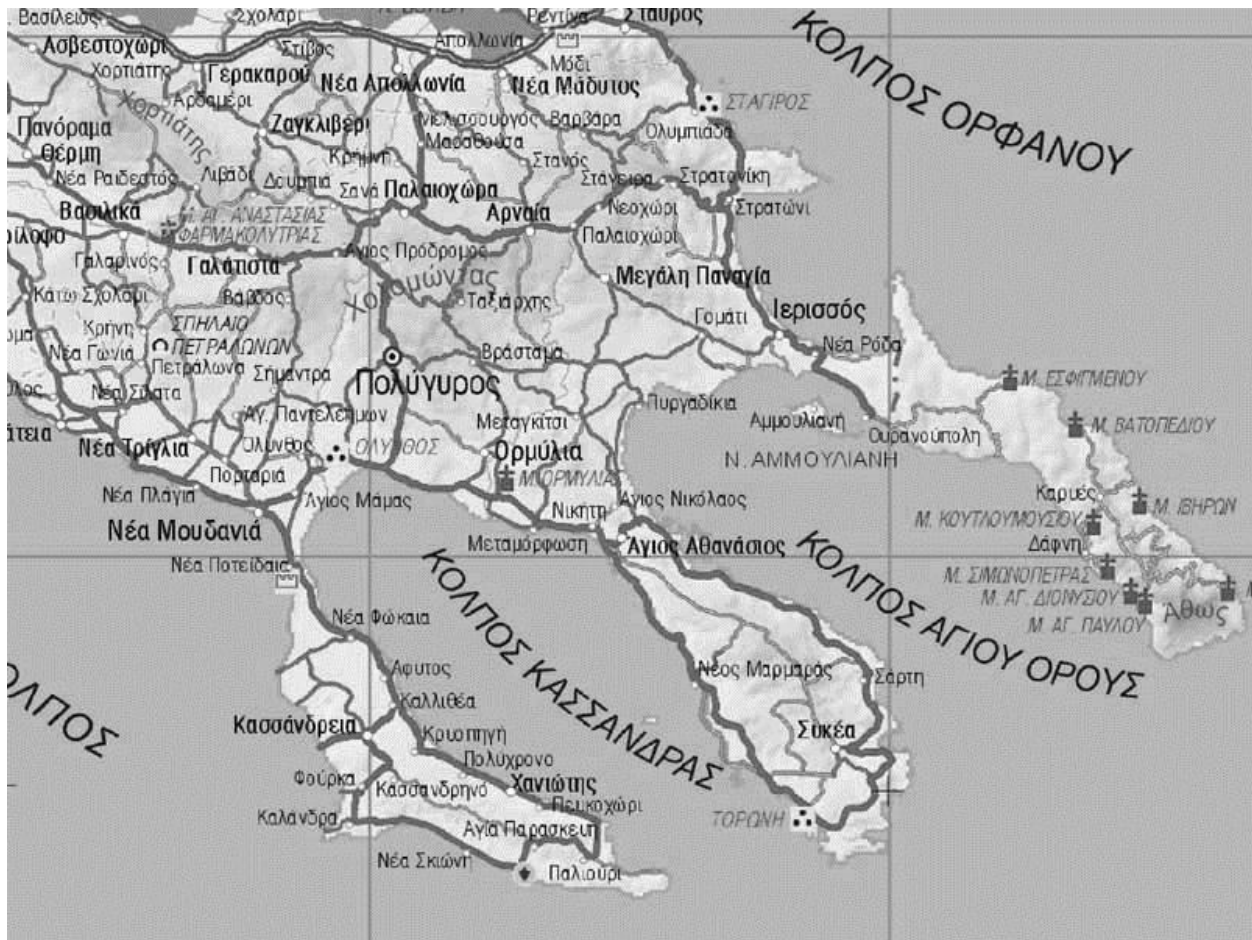 Βασίλειος
Σχολάρι
Ρεντίνα
Σταυρός
Ασβεστοχώρι
Στίβος
Απολλωνία
Μόδι
ΚΟΛΠΟΣ ΟΡΦΑΝΟΥ
Χορτιάτης
Γερακαρού
Νέα Απολλωνία
Νέα Μάδυτος
Χορτιάτης
Αρδαμέρι
ΣΤΑΓΙΡΟΣ
Πανόραμα
Ζαγκλιβέρι
Μελισσουργός
Βαρβάρα
Ολυμπιάδα
Μαραθούσα
Θέρμη
Κρήμνη
Στανός
Νέα Ραιδεστός
Λιβάδι
Δουμπιά
Στάγειρα
Στρατονίκη
Σανά
Παλαιοχώρα
Βασιλικά
Μ. ΑΓ. ΑΝΑΣΤΑΣΙΑΣ
ΦΑΡΜΑΚΟΛΥΤΡΙΑΣ
Αρναία
Νεοχώρι
Στρατώνι
Παλαιοχώρι
Γαλαρινός
Γαλάτιστα
Άγιος Πρόδρομος
Μεγάλη Παναγία
Κάτω Σχολάρι
Βάβδος
Χολομώντας
Ταξιάρχης
Ιερισσός
Κρήνη
ΣΠΗΛΑΙΟ
ΠΕΤΡΑΛΩΝΩΝ
Γομάτι
Νέα Ρόδα
Νέα Γωνιά
Πετράλωνα
Βράσταμα
Σήμαντρα
Πολύγυρος
Μ. ΕΣΦΙΓΜΕΝΟΥ
Νέα Σίλατα
Αγ. Παντελεήμων
Μεταγκίτσι
Πυργαδίκια
Αμμουλιανή
Ουρανούπολη
Μ. ΒΑΤΟΠΕΔΙΟΥ
Νέα Τρίγλια
Όλυνθος
ΟΛΥΝΘΟΣ
Ορμύλια
Ν. ΑΜΜΟΥΛΙΑΝΗ
Πορταριά
Μ. ΟΡΜΥΛΙΑΣ
Νέα Πλάγια
Άγιος Μάμας
Νικήτη
Άγιος Νικόλαος
Καρυές
Μ. ΙΒΗΡΩΝ
Νέα Μουδανιά
Μ. ΚΟΥΤΛΟΥΜΟΥΣΙΟΥ
Μεταμόρφωση
Άγιος Αθανάσιος
Δάφνη
Νέα Ποτείδαια
ΚΟΛΠΟΣ ΚΑΣΣΑΝΔΡΑΣ
ΚΟΛΠΟΣ ΑΓΙΟΥ ΟΡΟΥΣ
Μ. ΣΙΜΩΝΟΠΕΤΡΑΣ
Μ. ΑΓ. ΔΙΟΝΥΣΙΟΥ
Άθως
Μ. ΑΓ. ΠΑΥΛΟΥ
Νέα Φώκαια
Άφυτος
Νέος Μαρμαράς
Σάρτη
Καλλιθέα
Κασσάνδρεια
Κρυοπηγή
Συκέα
Πολύχρονο
Φούρκα
Κασσανδρηνό
Χανιώτης
Πευκοχώρι
Καλάνδρα
Αγία Παρασκευή
ΤΟΡΩΝΗ
Νέα Σκιώνη
Παλιούρι